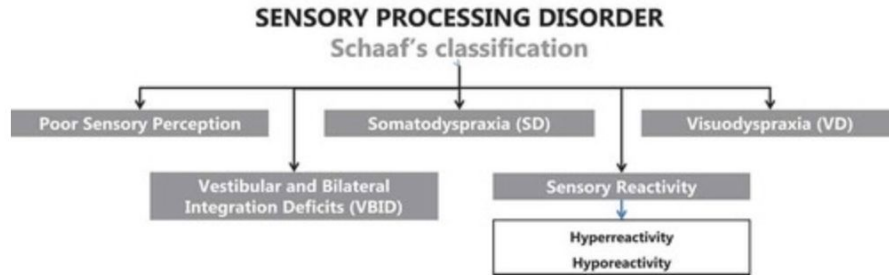 SENSORY PROCESSING DISORDER
Schaaf's classification
Poor Sensory Perception
Somatodyspraxia (SD)
Visuodyspraxia (VD)
Vestibular and Bilateral
Integration Deficits (VBID)
Sensory Reactivity
Hyperreactivity
Hyporeactivity